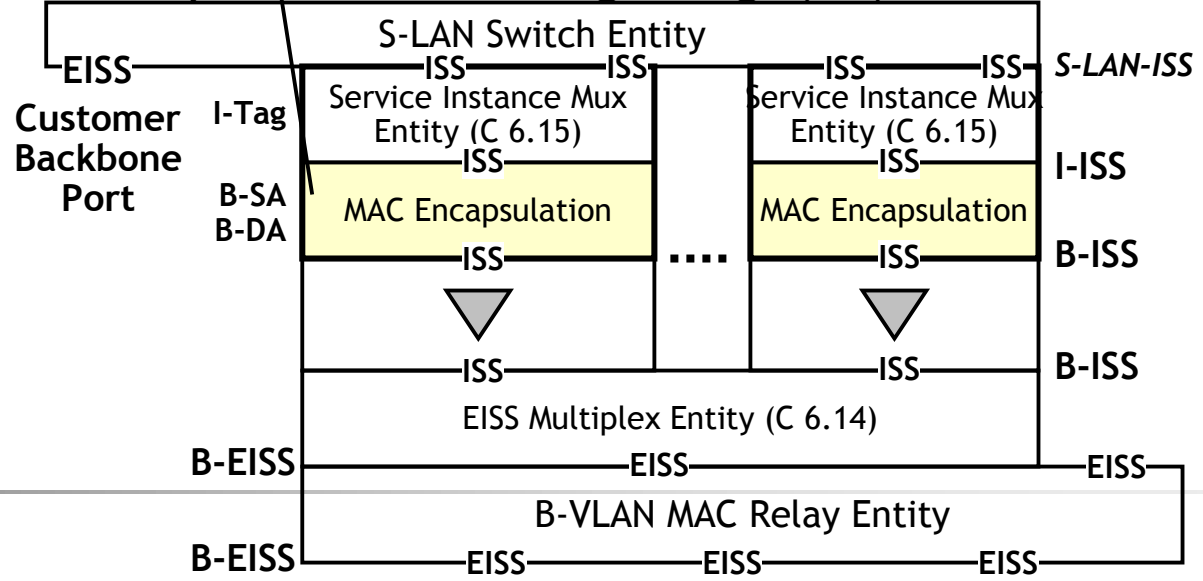 S-LAN Switch Entity
EISS ISS ISS ISS ISS S-LAN-ISS
Customer
Backbone
Port
I-Tag
Service Instance Mux
Entity (C 6.15)
Service Instance Mux
Entity (C 6.15)
ISS ISS I-ISS
B-SA
B-DA
MAC Encapsulation
MAC Encapsulation
ISS .... ISS B-ISS
ISS ISS B-ISS
EISS Multiplex Entity (C 6.14)
B-EISS EISS EISS
B-VLAN MAC Relay Entity
B-EISS EISS EISS EISS